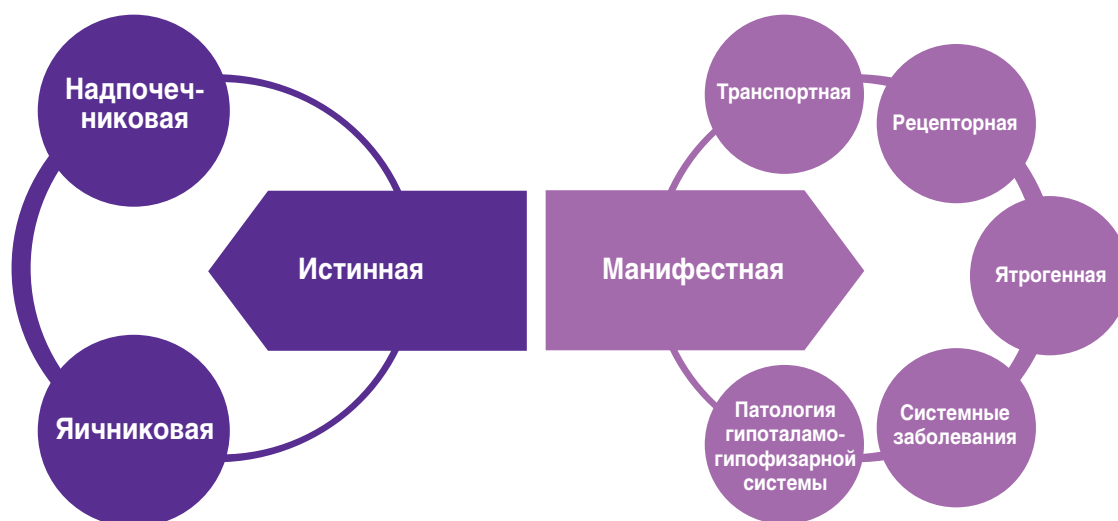 Надпочеч-
никовая
Истинная
Яичниковая
Манифестная
Транспортная
Рецепторная
Ятрогенная
Системные
заболевания
Патология
гипоталамо-
гипофизарной
системы